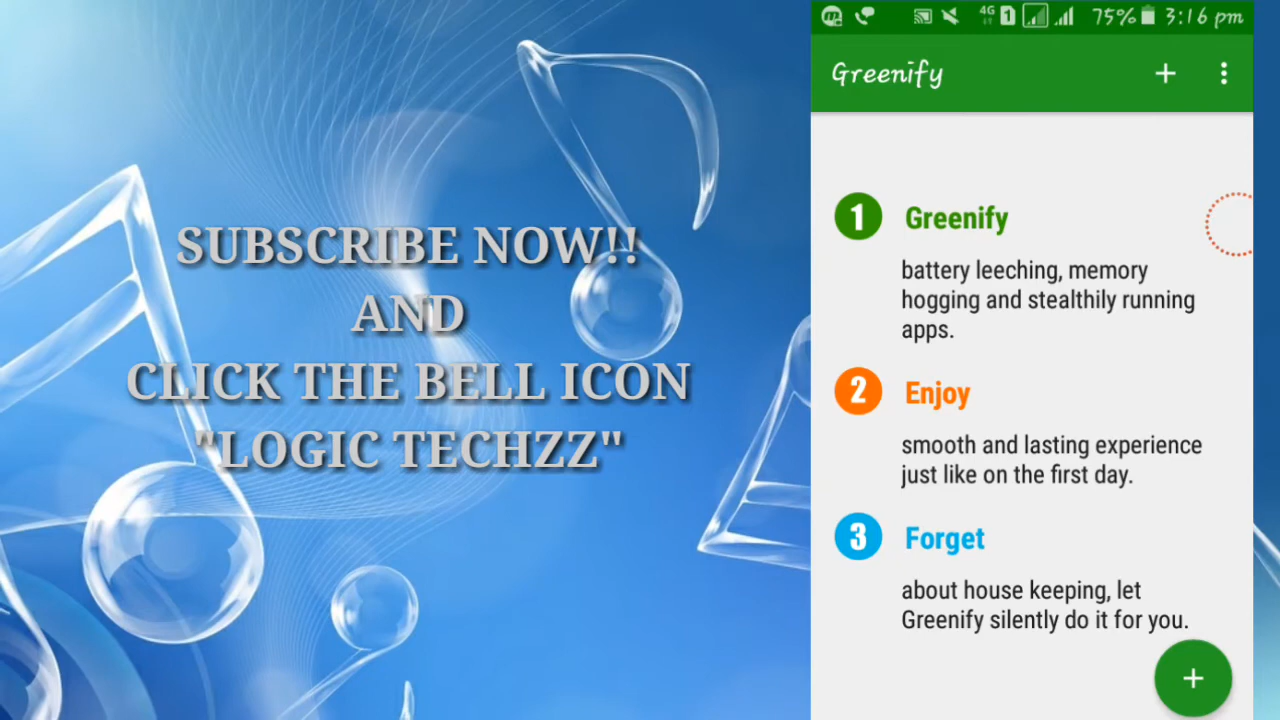 SUBSCRIBE NOW!!
AND
CLICK THE BELL ICON
"LOGIC TECHZZ"
4G 1 75% 3:16 pm
Greenify
1 Greenify
battery leeching, memory
hogging and stealthily running
apps.
2 Enjoy
smooth and lasting experience
just like on the first day.
3 Forget
about house keeping, let
Greenify silently do it for you.